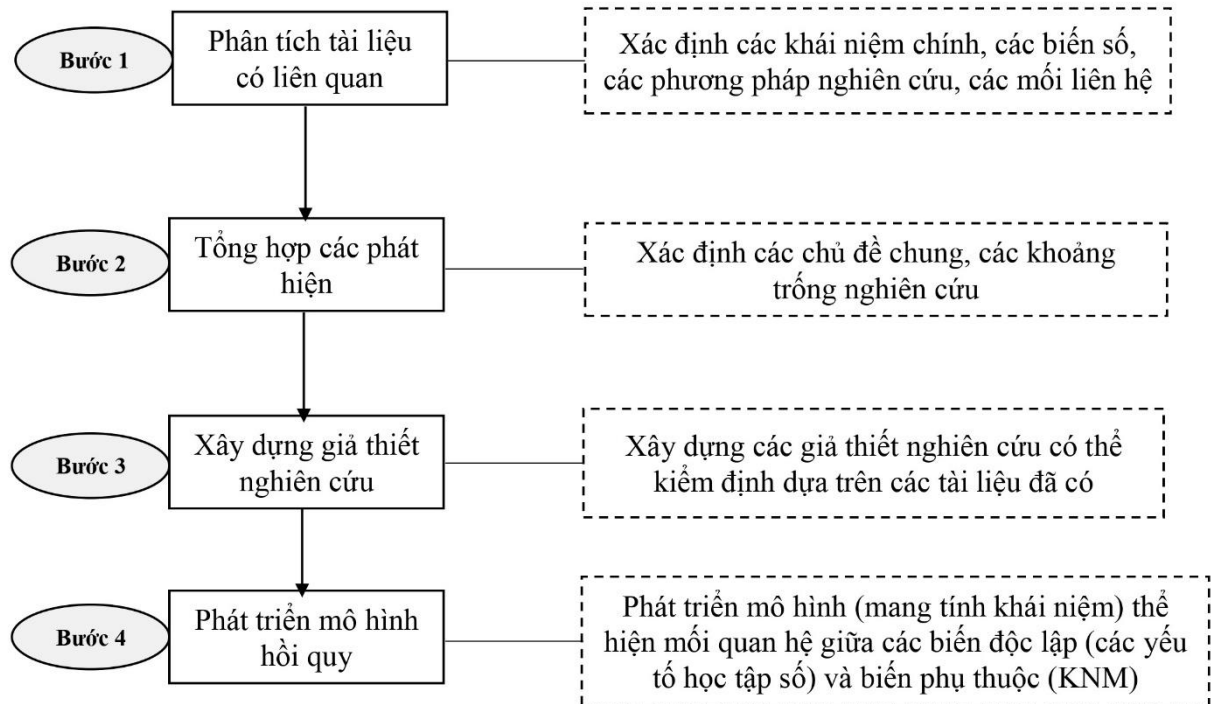 Bước 1
Phân tích tài liệu
có liên quan
Xác định các khái niệm chính, các biến số,
các phương pháp nghiên cứu, các mối liên hệ
Bước 2
Tổng hợp các phát
hiện
Xác định các chủ đề chung, các khoảng
trống nghiên cứu
Bước 3
Xây dựng giả thiết
nghiên cứu
Xây dựng các giả thiết nghiên cứu có thể
kiểm định dựa trên các tài liệu đã có
Bước 4
Phát triển mô hình
hồi quy
Phát triển mô hình (mang tính khái niệm) thể
hiện mối quan hệ giữa các biến độc lập (các yếu
tố học tập số) và biến phụ thuộc (KNM)